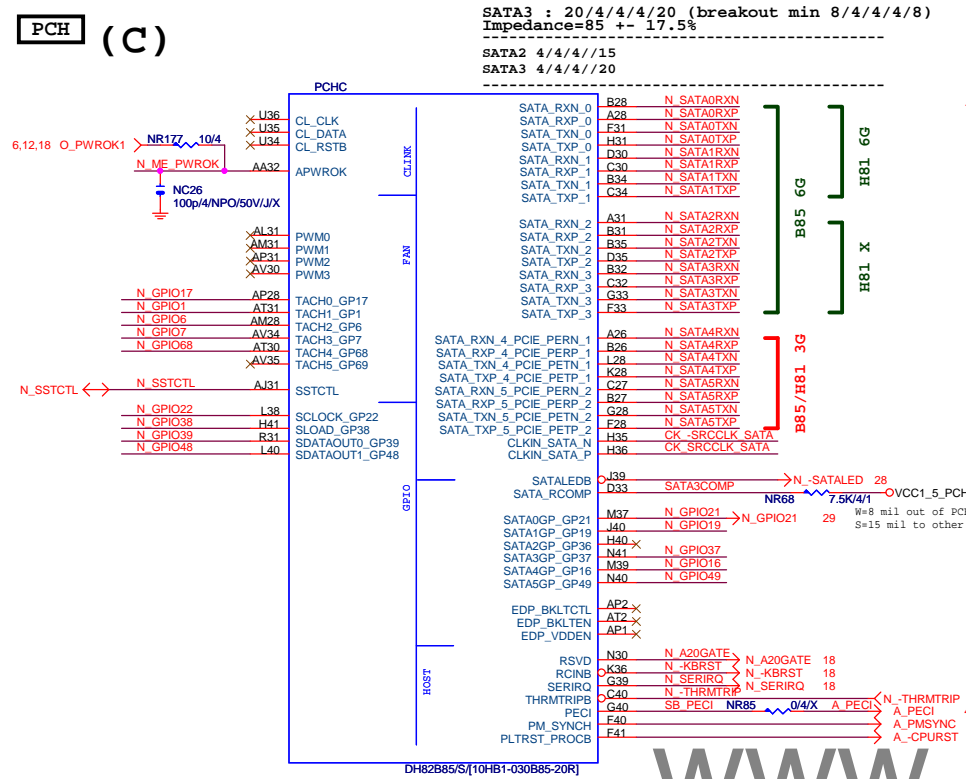 PCH (C)
SATA3 : 20/4/4/4/20 (breakout min 8/4/4/4/8)
Impedance=85 +- 17.5%
SATA2 4/4/4//15
SATA3 4/4/4//20
PCHC
U36 CL_CLK
U35 CL_DATA
U34 CL_RSTB
6,12,18 O_PWROK1 NR177 10/4
N_ME_PWROK AA32 APWROK
NC26
100p/4/NPO/50V/J/X
CLINK
AL31 PWM0
AM31 PWM1
AP31 PWM2
AV30 PWM3
FAN
N_GPIO17 AP28 TACH0_GP17
N_GPIO1 AT31 TACH1_GP1
N_GPIO6 AM28 TACH2_GP6
N_GPIO7 AV34 TACH3_GP7
N_GPIO68 AT30 TACH4_GP68
AV35 TACH5_GP69
N_SSTCTL N_SSTCTL AJ31 SSTCTL
N_GPIO22 L38 SCLOCK_GP22
N_GPIO38 H41 SLOAD_GP38
N_GPIO39 R31 SDATAOUT0_GP39
N_GPIO48 L40 SDATAOUT1_GP48
GPIO
HOST
SATA_RXN_0 B28 N_SATA0RXN
SATA_RXP_0 A28 N_SATA0RXP
SATA_TXN_0 F31 N_SATA0TXN
SATA_TXP_0 H31 N_SATA0TXP
SATA_RXN_1 D30 N_SATA1RXN
SATA_RXP_1 C30 N_SATA1RXP
SATA_TXN_1 B34 N_SATA1TXN
SATA_TXP_1 C34 N_SATA1TXP
SATA_RXN_2 A31 N_SATA2RXN
SATA_RXP_2 B31 N_SATA2RXP
SATA_TXN_2 B35 N_SATA2TXN
SATA_TXP_2 D35 N_SATA2TXP
SATA_RXN_3 B32 N_SATA3RXN
SATA_RXP_3 C32 N_SATA3RXP
SATA_TXN_3 G33 N_SATA3TXN
SATA_TXP_3 F33 N_SATA3TXP
B85 6G
H81 6G
H81 X
SATA_RXN_4_PCIE_PERN_1 A26 N_SATA4RXN
SATA_RXP_4_PCIE_PERP_1 B26 N_SATA4RXP
SATA_TXN_4_PCIE_PETN_1 L28 N_SATA4TXN
SATA_TXP_4_PCIE_PETP_1 K28 N_SATA4TXP
SATA_RXN_5_PCIE_PERN_2 C27 N_SATA5RXN
SATA_RXP_5_PCIE_PERP_2 B27 N_SATA5RXP
SATA_TXN_5_PCIE_PETN_2 G28 N_SATA5TXN
SATA_TXP_5_PCIE_PETP_2 F28 N_SATA5TXP
B85/H81 3G
CLKIN_SATA_N H35 CK_-SRCCLK_SATA
CLKIN_SATA_P H36 CK_SRCCLK_SATA
SATALEDB J39 N_-SATALED 28
SATA_RCOMP D33 SATA3COMP NR68 7.5K/4/1 VCC1_5_PCH
W=8 mil out of PCH
S=15 mil to other
SATA0GP_GP21 M37 N_GPIO21 N_GPIO21 29
SATA1GP_GP19 J40 N_GPIO19
SATA2GP_GP36 H40
SATA3GP_GP37 N41 N_GPIO37
SATA4GP_GP16 M39 N_GPIO16
SATA5GP_GP49 N40 N_GPIO49
EDP_BKLTCTL AP2
EDP_BKLTEN AT2
EDP_VDDEN AP1
RSVD N30 N_A20GATE N_A20GATE 18
RCINB K36 N_-KBRST N_-KBRST 18
SERIRQ G39 N_SERIRQ N_SERIRQ 18
THRMTRIPB C40 N_-THRMTRIP N_-THRMTRIP
PECI G40 SB_PECI NR85 0/4/X A_PECI A_PECI
PM_SYNCH F40 A_PMSYNC
PLTRST_PROCB F41 A_-CPURST
DH82B85/S/[10HB1-030B85-20R]